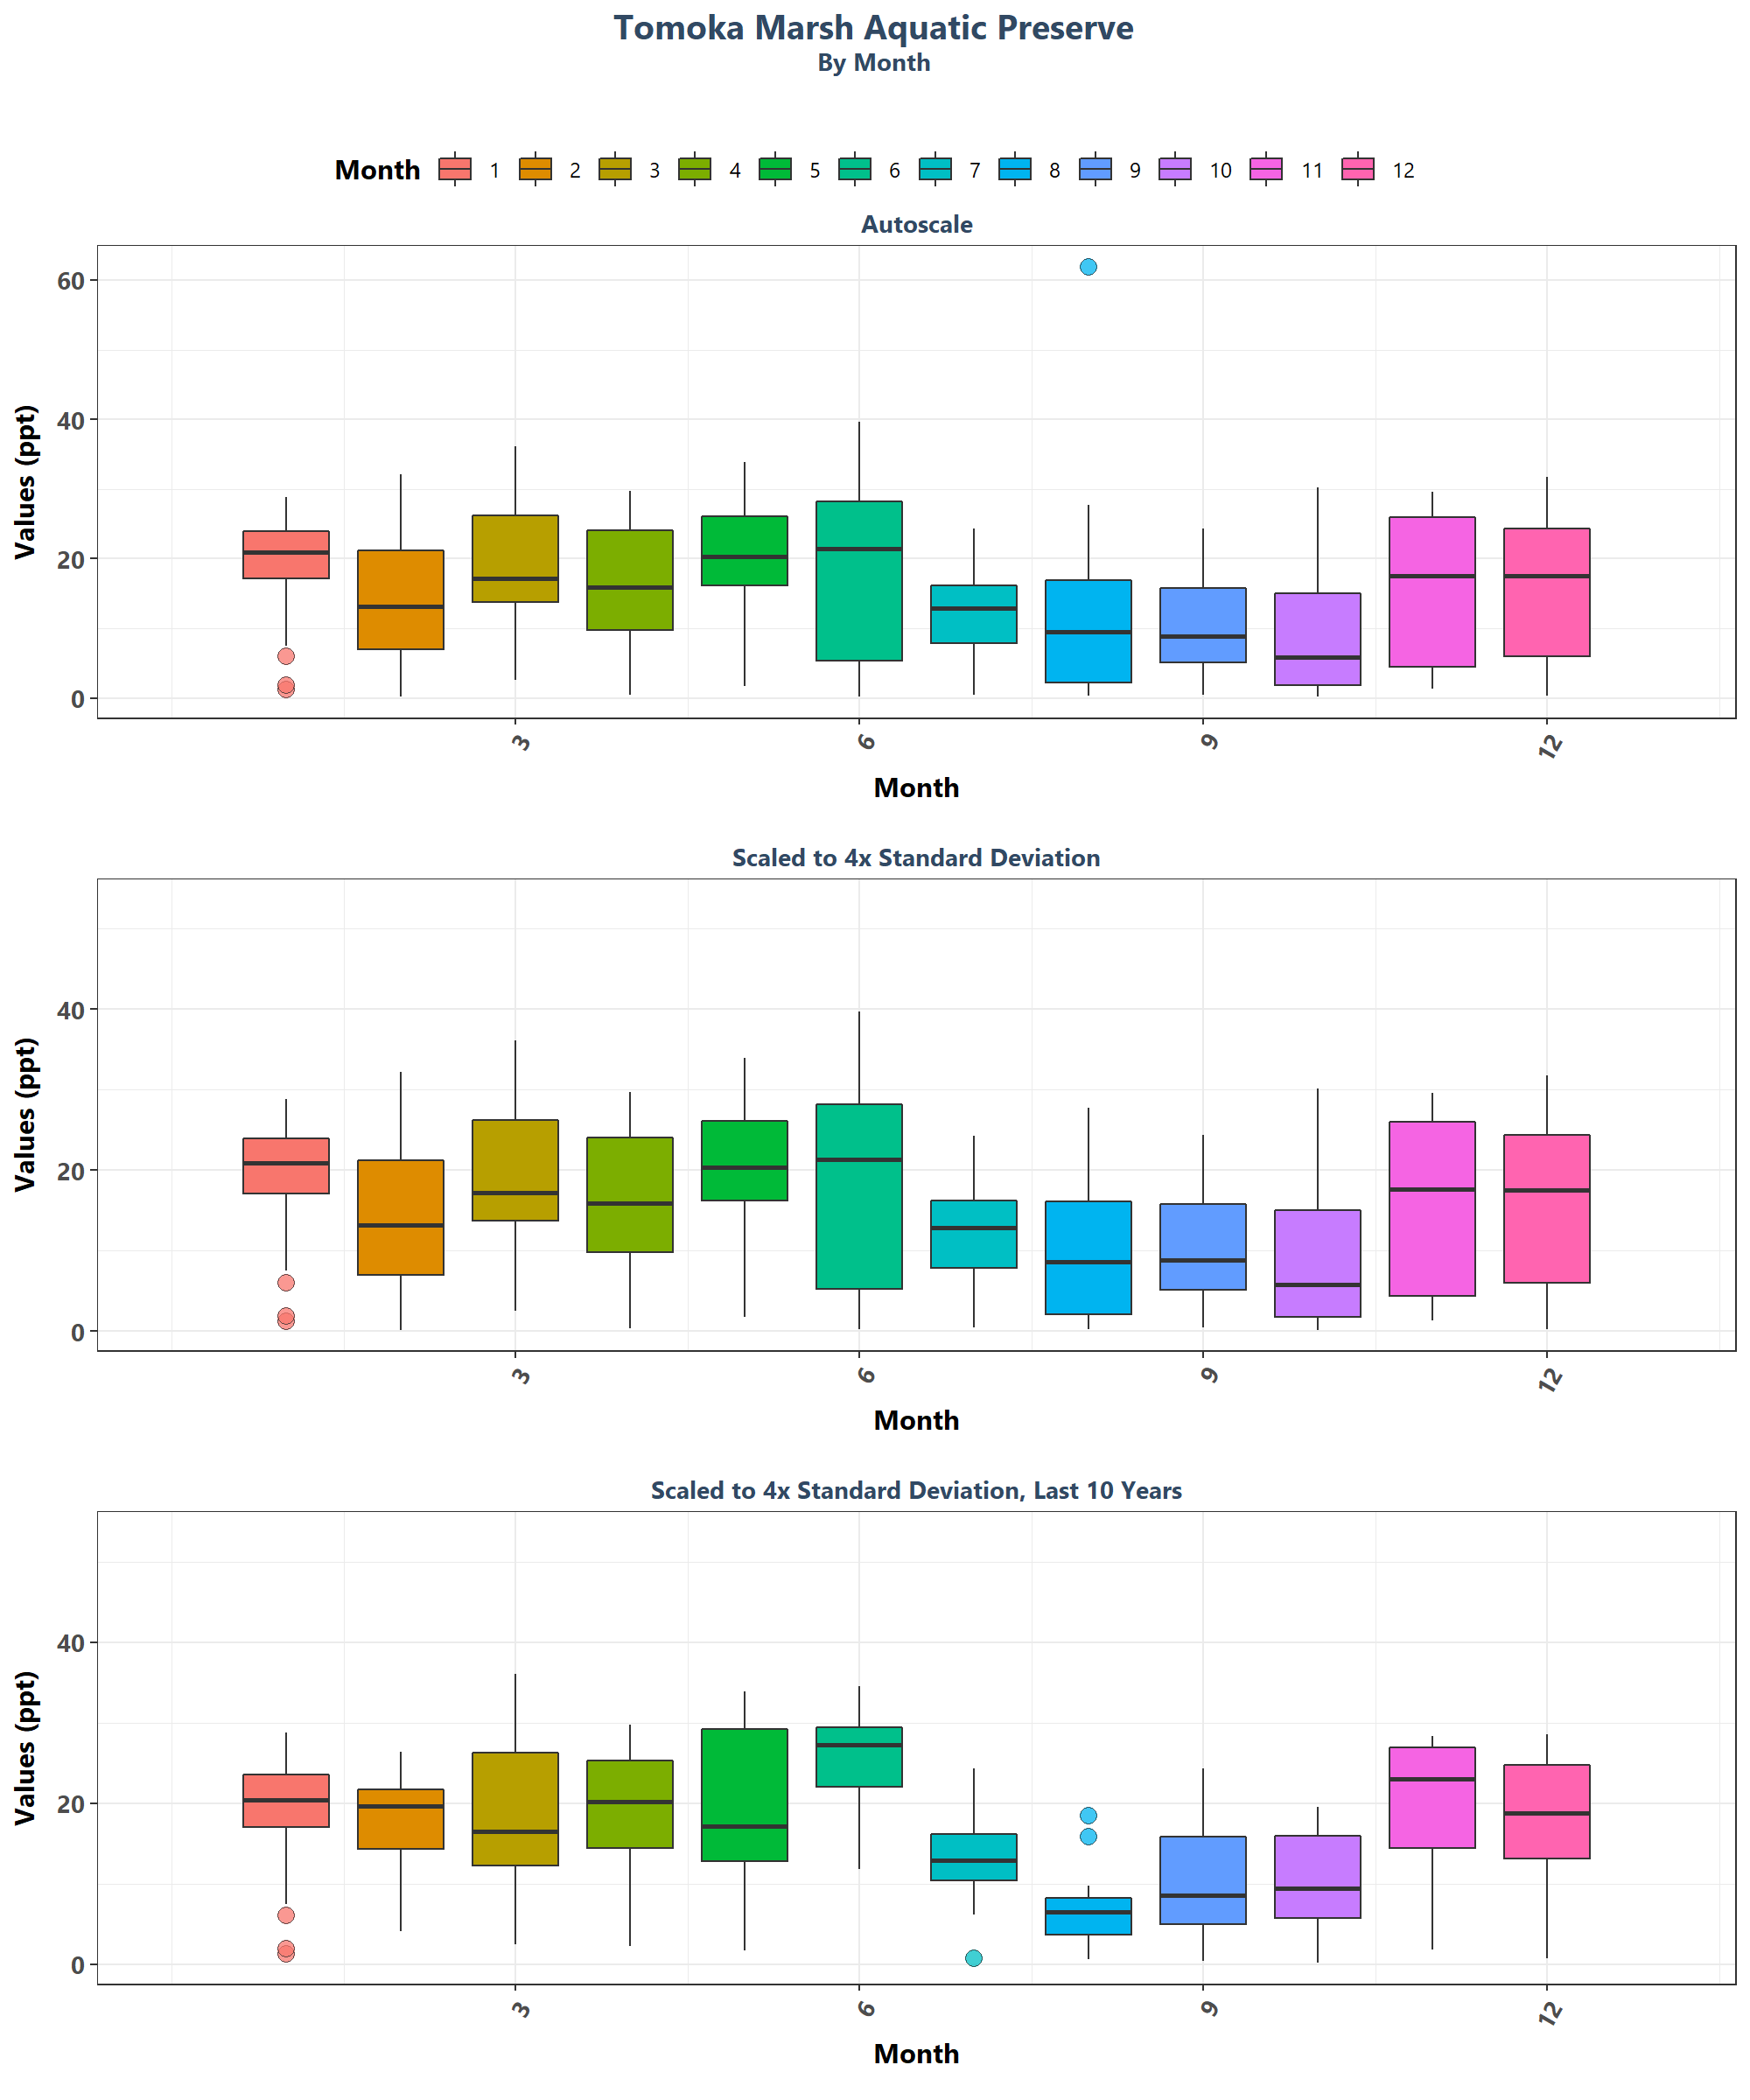 Tomoka Marsh Aquatic Preserve
By Month
Month 1 2 3 4 5 6 7 8 9 10 11 12
Autoscale
Values (ppt)
60
40
20
0
3 6 9 12
Month
Scaled to 4x Standard Deviation
Values (ppt)
40
20
0
3 6 9 12
Month
Scaled to 4x Standard Deviation, Last 10 Years
Values (ppt)
40
20
0
3 6 9 12
Month